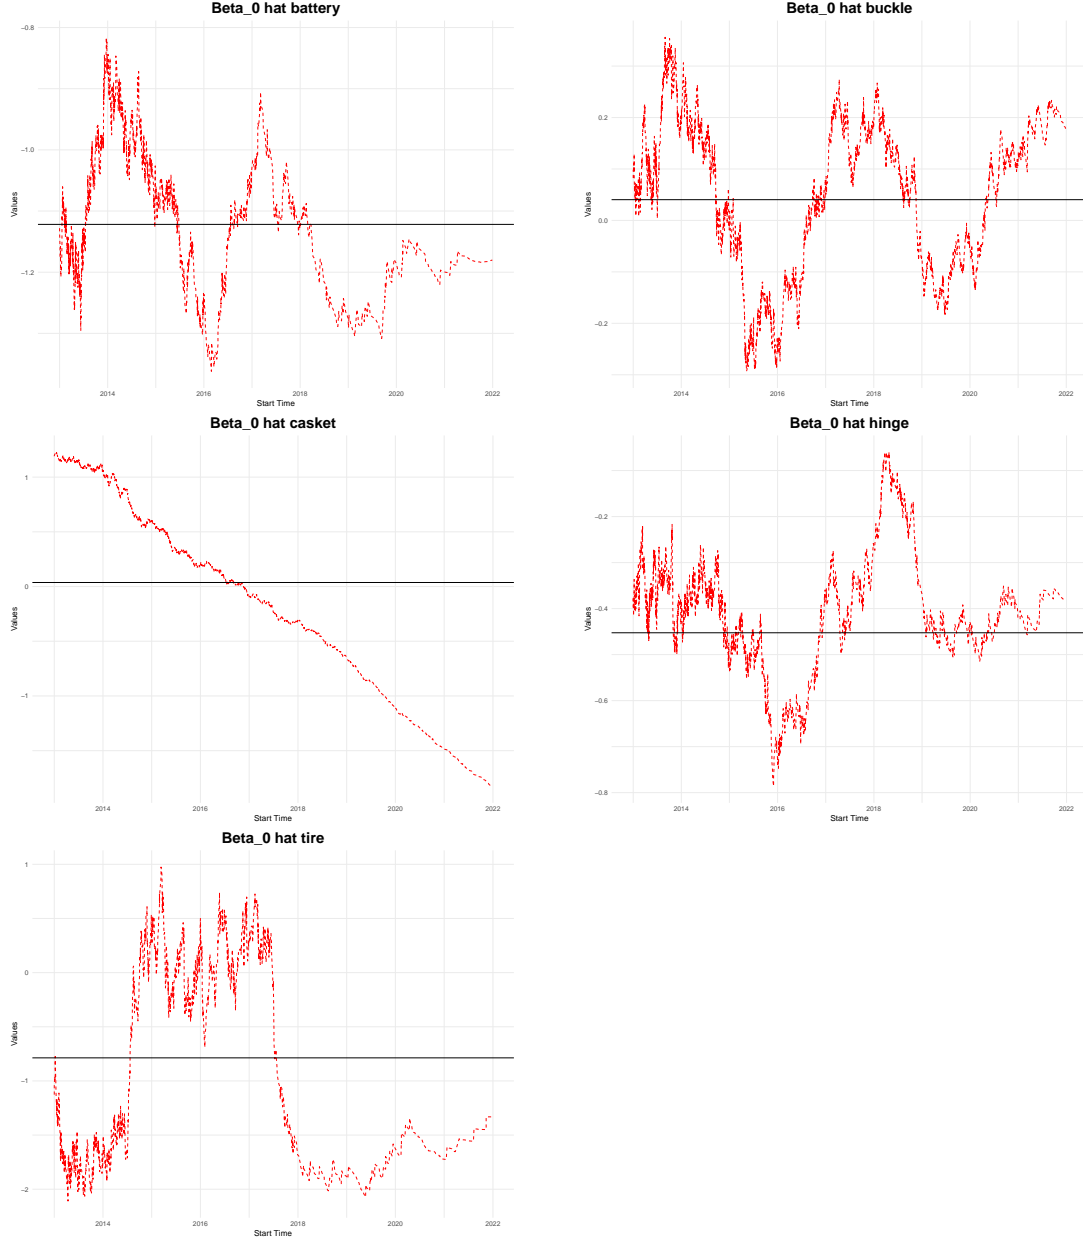 Beta_0 hat battery
−0.8
−1.0
−1.2
Values
2014
2016
2018
2020
2022
Start Time
Beta_0 hat buckle
0.2
0.0
−0.2
Values
2014
2016
2018
2020
2022
Start Time
Beta_0 hat casket
1
0
−1
Values
2014
2016
2018
2020
2022
Start Time
Beta_0 hat hinge
−0.2
−0.4
−0.6
−0.8
Values
2014
2016
2018
2020
2022
Start Time
Beta_0 hat tire
1
0
−1
−2
Values
2014
2016
2018
2020
2022
Start Time